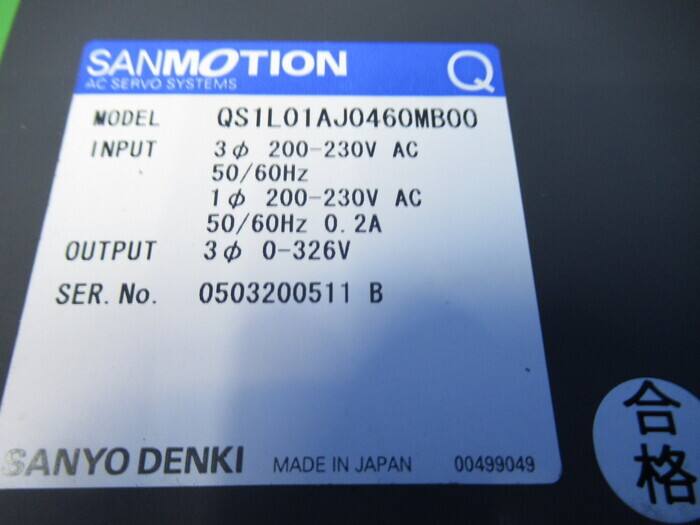 SANMOTION Q
AC SERVO SYSTEMS
MODEL QS1L01AJ0460MB00
INPUT 3φ 200-230V AC
50/60Hz
1φ 200-230V AC
50/60Hz 0.2A
OUTPUT 3φ 0-326V
SER. No. 0503200511 B
SANYO DENKI MADE IN JAPAN 00499049
合格